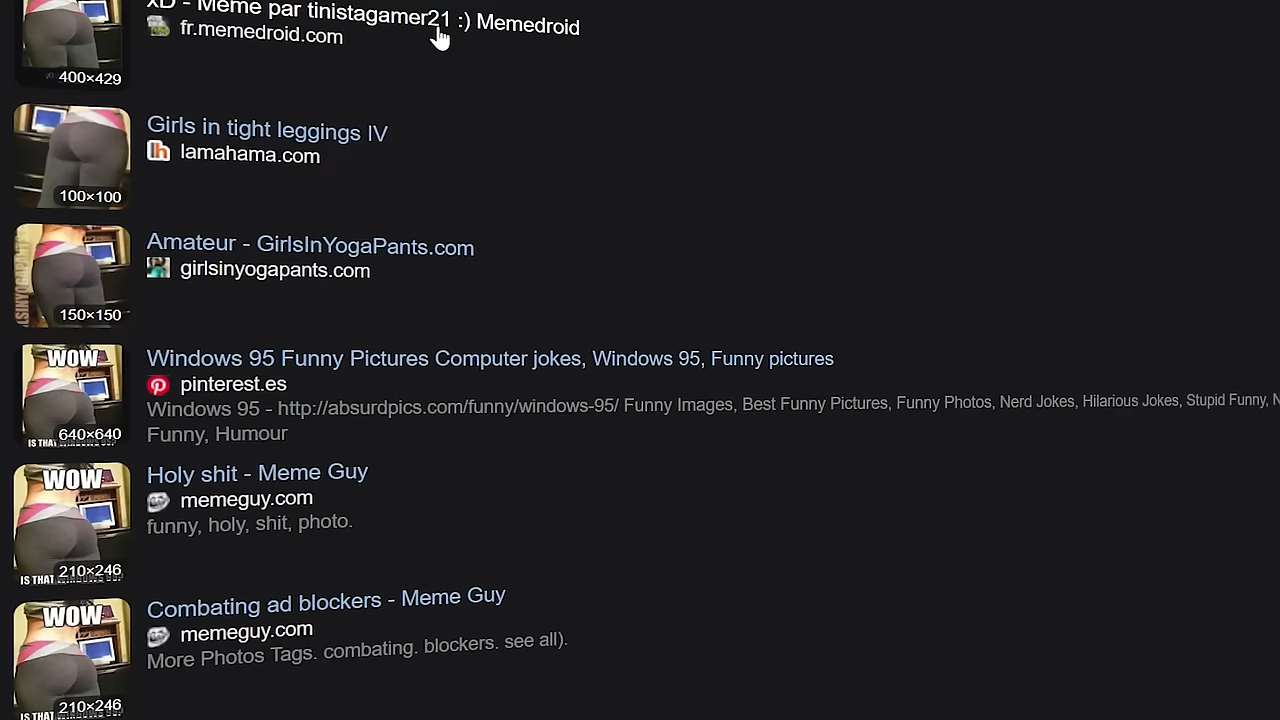 xD - Meme par tinistagamer21 :) Memedroid
fr.memedroid.com
400×429
Girls in tight leggings IV
lh lamahama.com
100×100
Amateur - GirlsInYogaPants.com
girlsinyogapants.com
150×150
WOW
Windows 95 Funny Pictures Computer jokes, Windows 95, Funny pictures
pinterest.es
Windows 95 - http://absurdpics.com/funny/windows-95/ Funny Images, Best Funny Pictures, Funny Photos, Nerd Jokes, Hilarious Jokes, Stupid Funny, N
Funny, Humour
640×640
IS THAT
WOW
Holy shit - Meme Guy
memeguy.com
funny, holy, shit, photo.
210×246
IS THAT
WOW
Combating ad blockers - Meme Guy
memeguy.com
More Photos Tags. combating. blockers. see all).
210×246
IS THAT